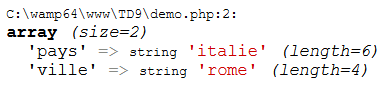 C:\wamp64\www\TD9\demo.php:2:
array (size=2)
'pays' => string 'italie' (length=6)
'ville' => string 'rome' (length=4)